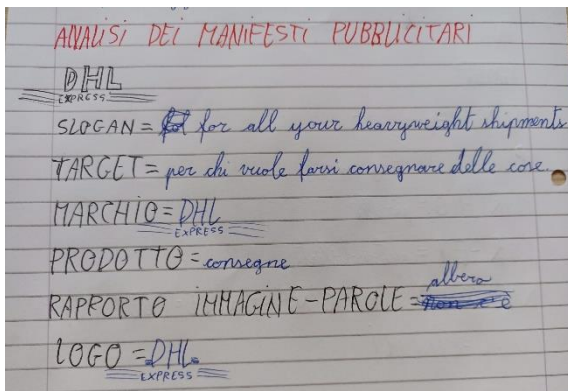 ANALISI DEI MANIFESTI PUBBLICITARI
DHL
EXPRESS
SLOGAN = for all your heavyweight shipments
TARGET = per chi vuole farsi consegnare delle cose.
MARCHIO = DHL
EXPRESS
PRODOTTO = consegne
albero
RAPPORTO IMMAGINE-PAROLE =
LOGO = DHL
EXPRESS